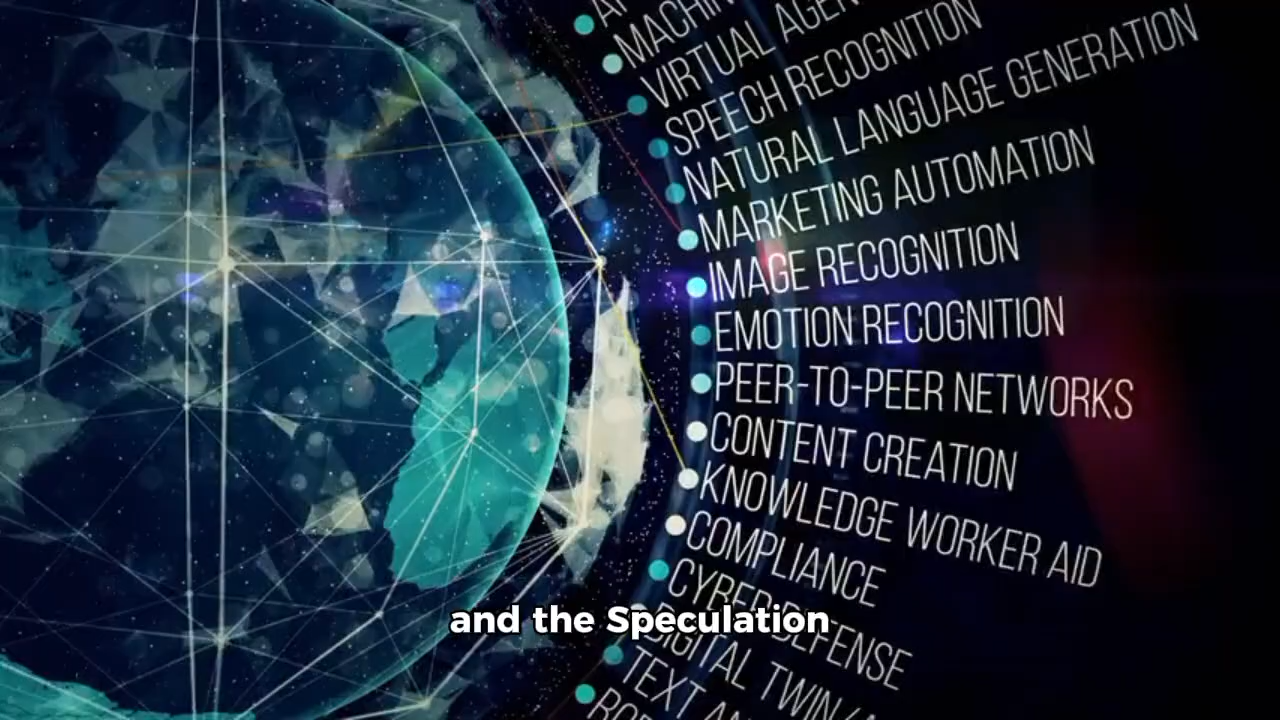 MACHIN
VIRTUAL AGEN
SPEECH RECOGNITION
NATURAL LANGUAGE GENERATION
MARKETING AUTOMATION
IMAGE RECOGNITION
EMOTION RECOGNITION
PEER-TO-PEER NETWORKS
CONTENT CREATION
KNOWLEDGE WORKER AID
COMPLIANCE
CYBER DEFENSE
and the Speculation
DIGITAL TWIN/
TEXT AN